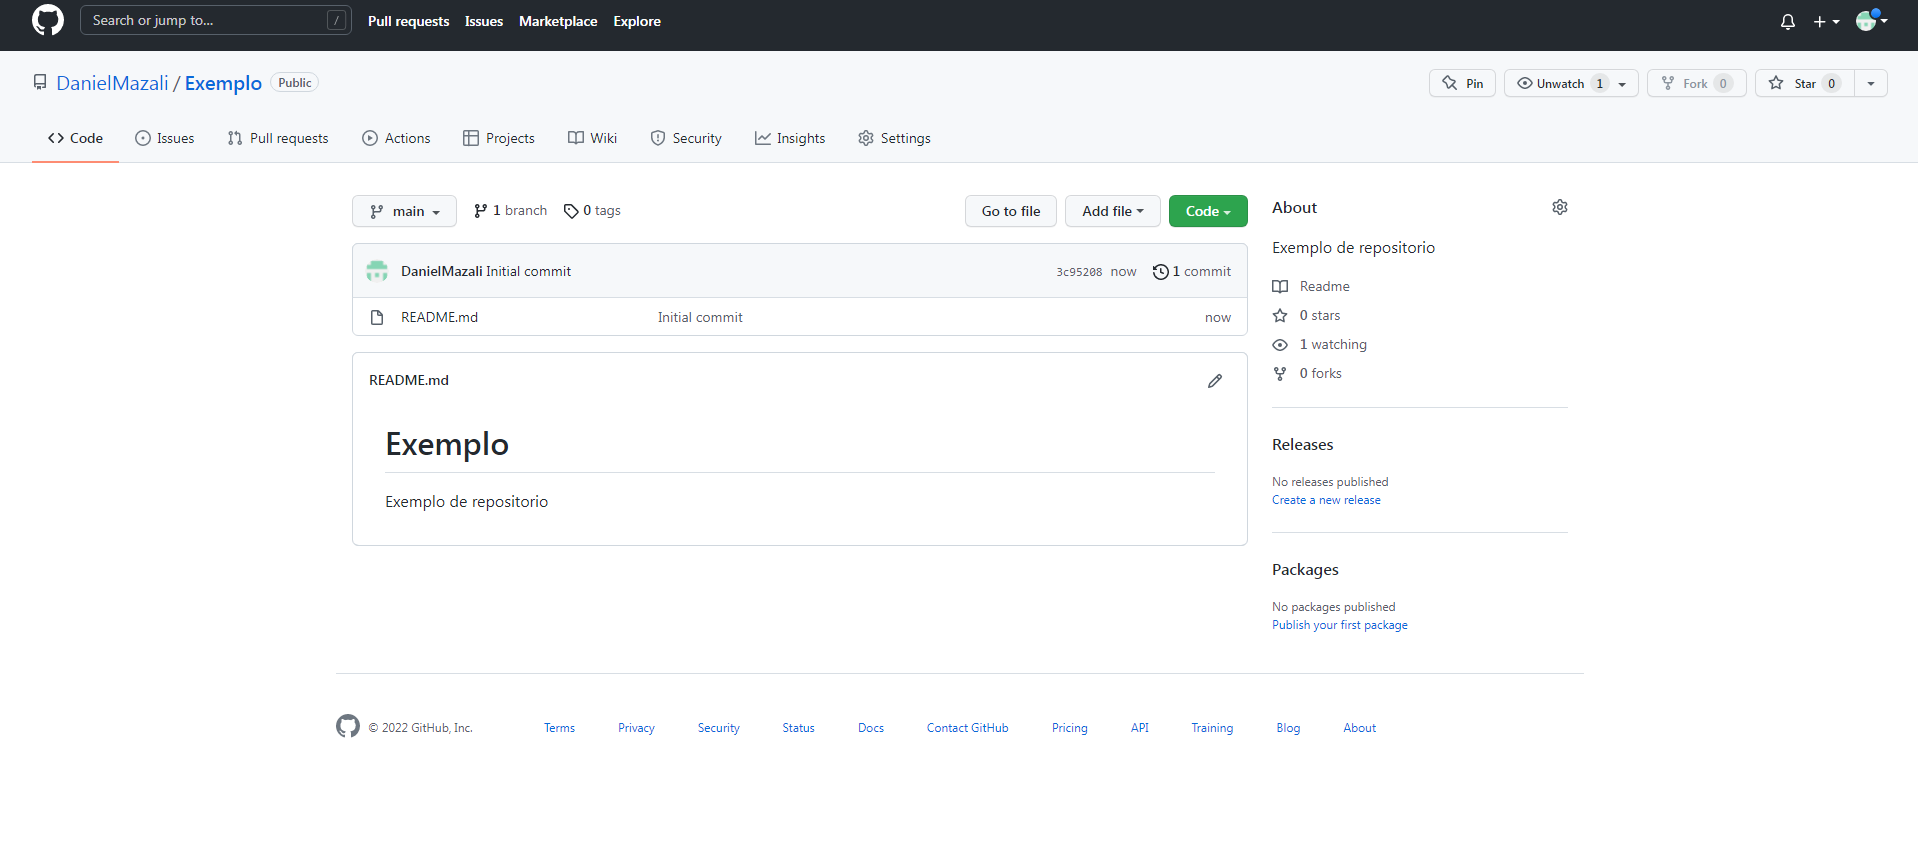 Search or jump to... /
Pull requests Issues Marketplace Explore
DanielMazali / Exemplo Public
Pin Unwatch 1 Fork 0 Star 0
Code Issues Pull requests Actions Projects Wiki Security Insights Settings
main 1 branch 0 tags Go to file Add file Code
DanielMazali Initial commit 3c95208 now 1 commit
README.md Initial commit now
README.md
Exemplo
Exemplo de repositorio
About
Exemplo de repositorio
Readme
0 stars
1 watching
0 forks
Releases
No releases published
Create a new release
Packages
No packages published
Publish your first package
© 2022 GitHub, Inc. Terms Privacy Security Status Docs Contact GitHub Pricing API Training Blog About